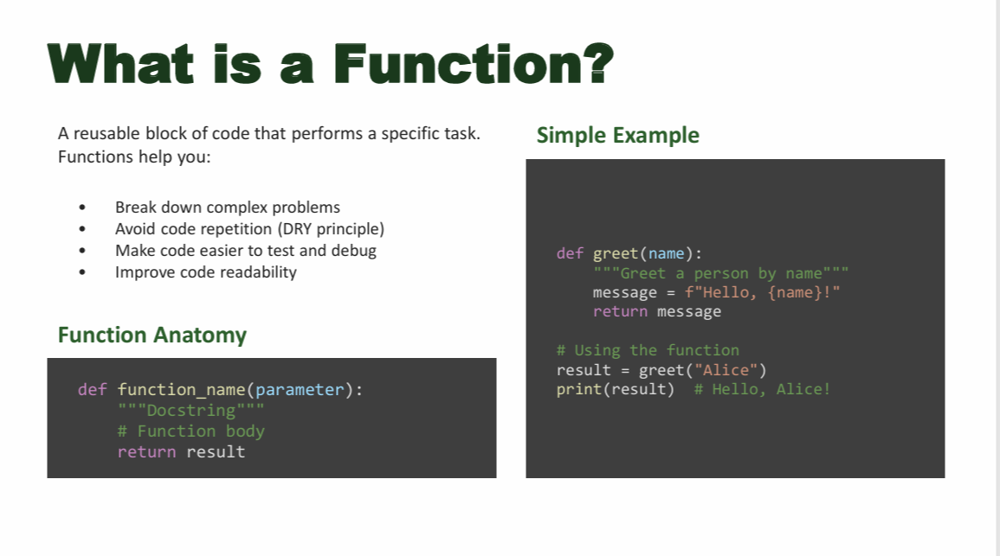 What is a Function?
A reusable block of code that performs a specific task.
Functions help you:
• Break down complex problems
• Avoid code repetition (DRY principle)
• Make code easier to test and debug
• Improve code readability
Function Anatomy
def function_name(parameter):
    """Docstring"""
    # Function body
    return result
Simple Example
def greet(name):
    """Greet a person by name"""
    message = f"Hello, {name}!"
    return message

# Using the function
result = greet("Alice")
print(result)  # Hello, Alice!